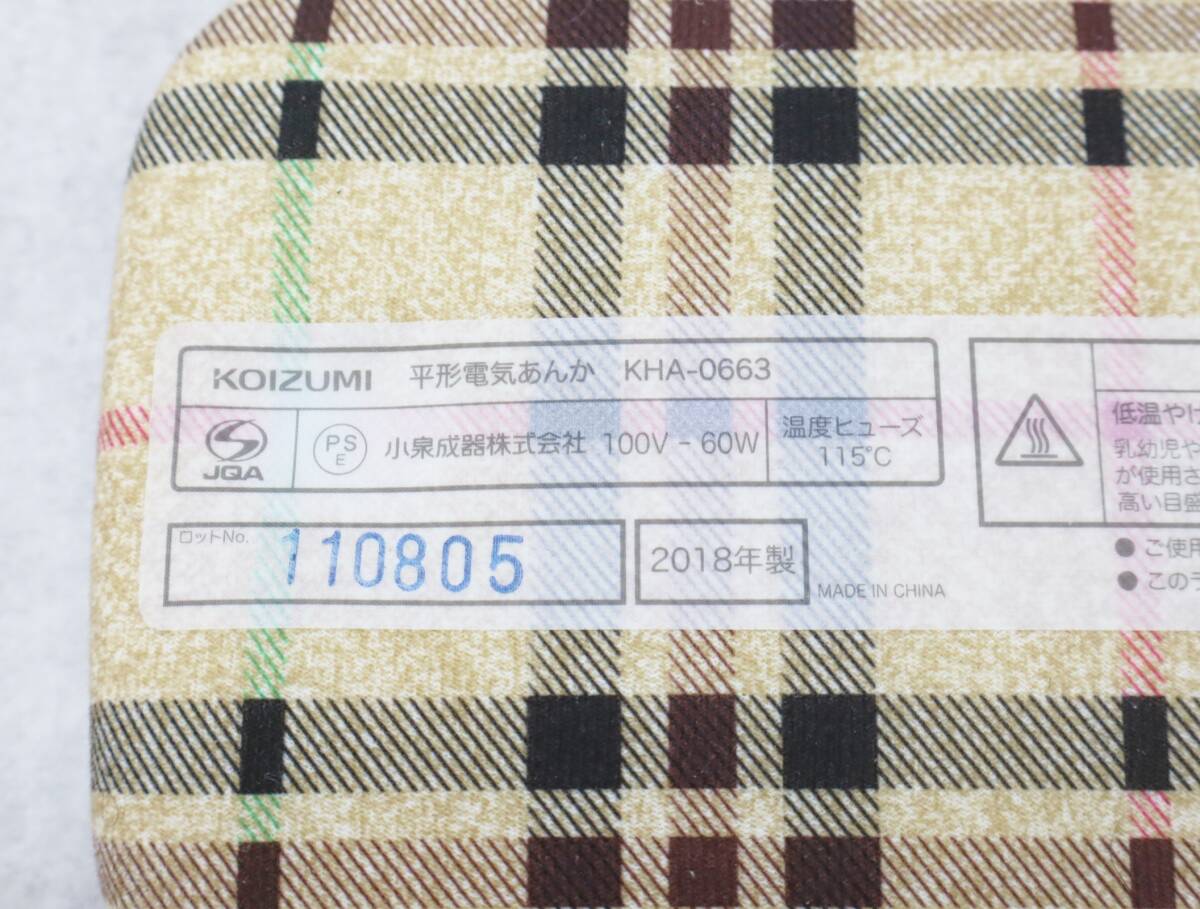 KOIZUMI 平形電気あんか KHA-0663
JQA PS E 小泉成器株式会社 100V - 60W 温度ヒューズ 115℃
ロットNo. 110805 2018年製 MADE IN CHINA
低温や
乳幼児や
が使用さ
高い目盛
● ご使用
● この